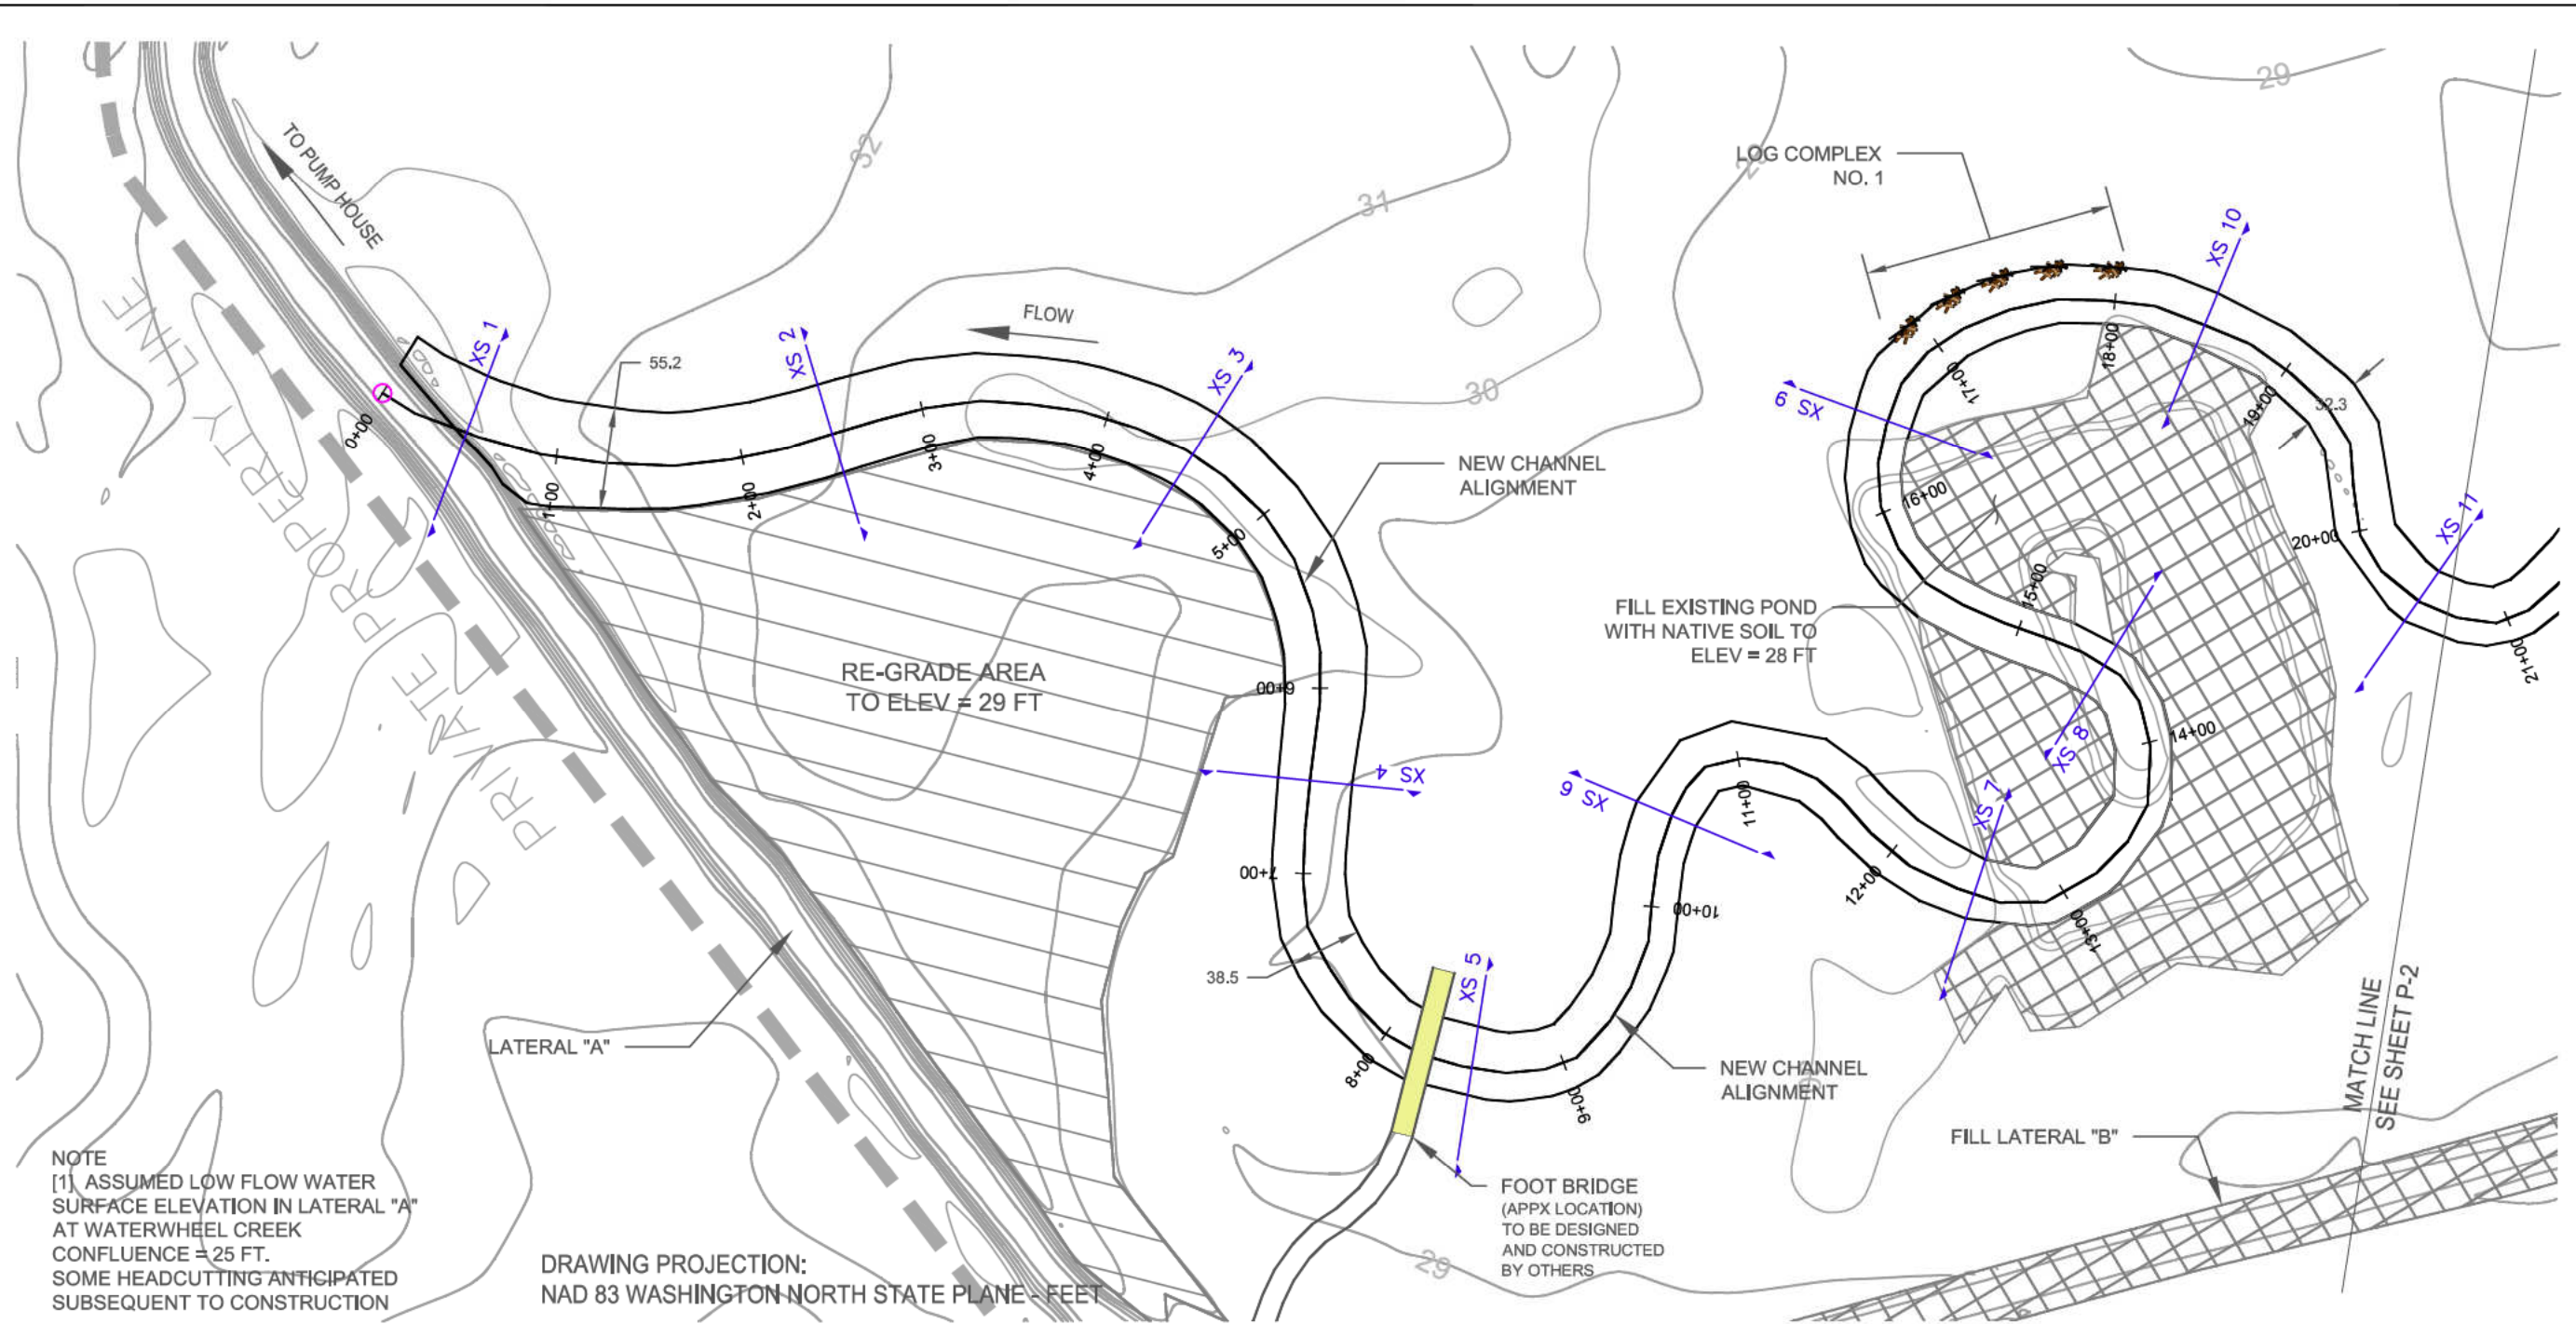 TO PUMP HOUSE
PRIVATE PROPERTY LINE
0+00
XS 1
55.2
1+00
2+00
XS 2
32
FLOW
3+00
4+00
XS 3
31
30
5+00
NEW CHANNEL
ALIGNMENT
RE-GRADE AREA
TO ELEV = 29 FT
6+00
XS 4
7+00
38.5
8+00
XS 5
9+00
10+00
XS 6
11+00
12+00
NEW CHANNEL
ALIGNMENT
FOOT BRIDGE
(APPX LOCATION)
TO BE DESIGNED
AND CONSTRUCTED
BY OTHERS
29
LOG COMPLEX
NO. 1
29
XS 10
XS 9
17+00
18+00
19+00
32.3
16+00
20+00
XS 11
21+00
15+00
FILL EXISTING POND
WITH NATIVE SOIL TO
ELEV = 28 FT
14+00
XS 8
XS 7
13+00
MATCH LINE
SEE SHEET P-2
FILL LATERAL "B"
LATERAL "A"
NOTE
[1] ASSUMED LOW FLOW WATER
SURFACE ELEVATION IN LATERAL "A"
AT WATERWHEEL CREEK
CONFLUENCE = 25 FT.
SOME HEADCUTTING ANTICIPATED
SUBSEQUENT TO CONSTRUCTION
DRAWING PROJECTION:
NAD 83 WASHINGTON NORTH STATE PLANE - FEET